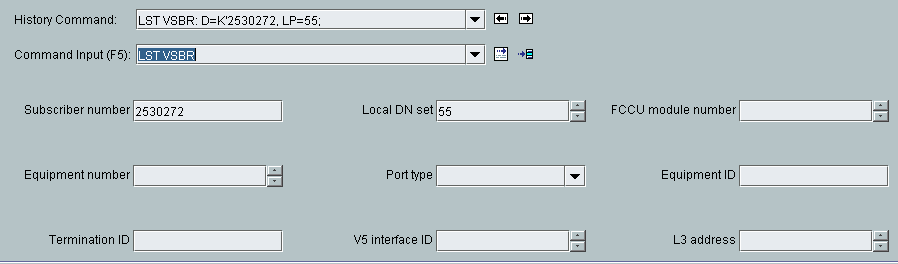 History Command: LST VSBR: D=K'2530272, LP=55;
Command Input (F5): LST VSBR
Subscriber number 2530272 Local DN set 55 FCCU module number
Equipment number Port type Equipment ID
Termination ID V5 interface ID L3 address